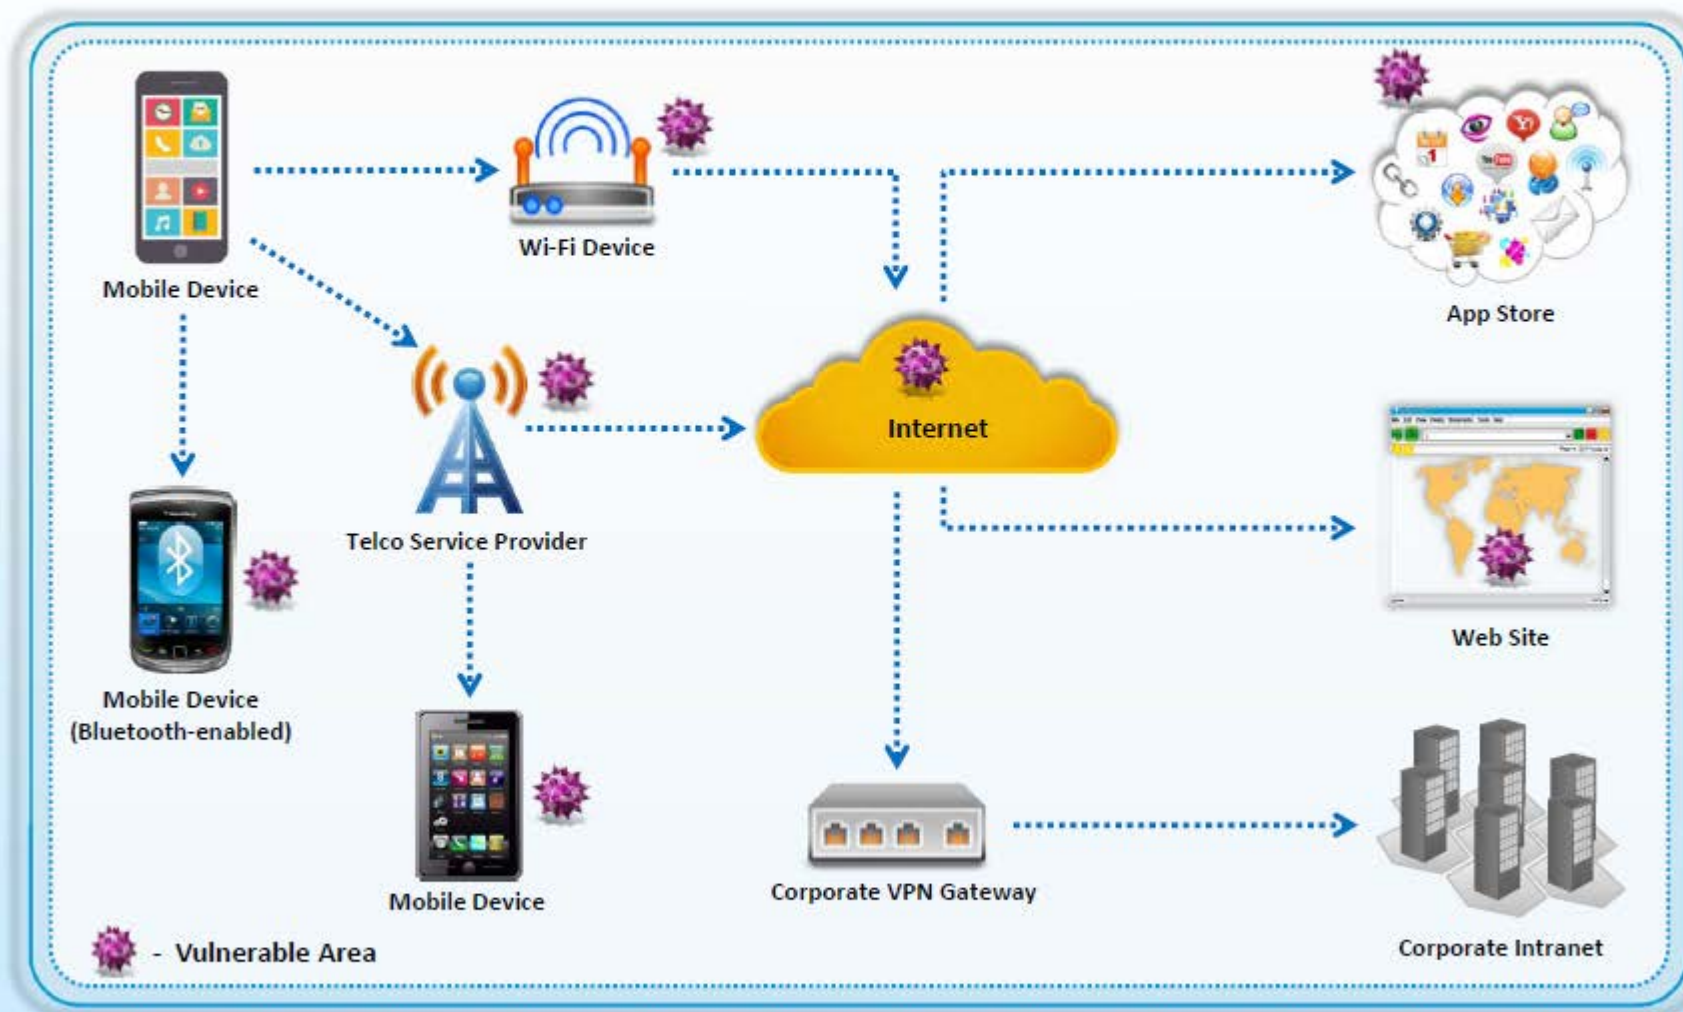 Mobile Device
Wi-Fi Device
App Store
Internet
Telco Service Provider
Web Site
Mobile Device
(Bluetooth-enabled)
Mobile Device
Corporate VPN Gateway
Corporate Intranet
- Vulnerable Area